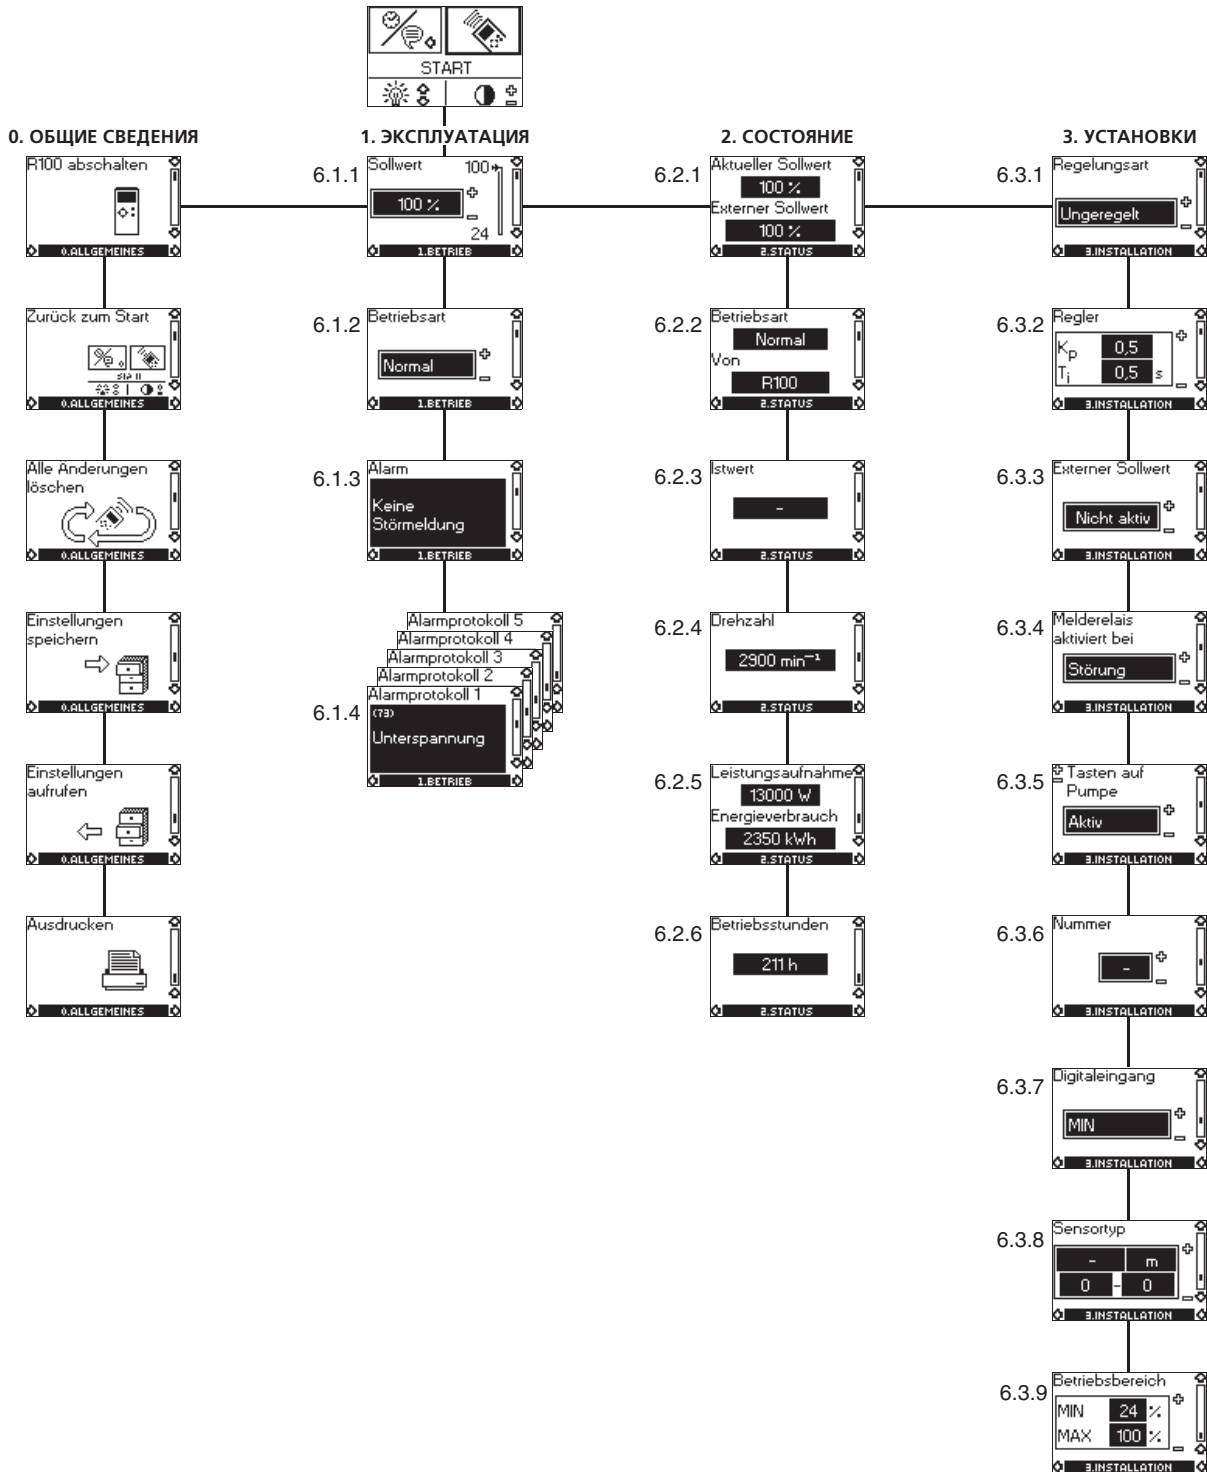 START
0. ОБЩИЕ СВЕДЕНИЯ
R100 abschalten
0.ALLGEMEINES
Zurück zum Start
START
0.ALLGEMEINES
Alle Änderungen
löschen
0.ALLGEMEINES
Einstellungen
speichern
0.ALLGEMEINES
Einstellungen
aufrufen
0.ALLGEMEINES
Ausdrucken
0.ALLGEMEINES
1. ЭКСПЛУАТАЦИЯ
6.1.1
Sollwert
100
100 %
24
1.BETRIEB
6.1.2
Betriebsart
Normal
1.BETRIEB
6.1.3
Alarm
Keine
Störmeldung
1.BETRIEB
Alarmprotokoll 5
Alarmprotokoll 4
Alarmprotokoll 3
Alarmprotokoll 2
Alarmprotokoll 1
6.1.4
(73)
Unterspannung
1.BETRIEB
2. СОСТОЯНИЕ
6.2.1
Aktueller Sollwert
100 %
Externer Sollwert
100 %
2.STATUS
6.2.2
Betriebsart
Normal
Von
R100
2.STATUS
6.2.3
Istwert
-
2.STATUS
6.2.4
Drehzahl
2900 min⁻¹
2.STATUS
6.2.5
Leistungsaufnahme
13000 W
Energieverbrauch
2350 kWh
2.STATUS
6.2.6
Betriebsstunden
211 h
2.STATUS
3. УСТАНОВКИ
6.3.1
Regelungsart
Ungeregelt
3.INSTALLATION
6.3.2
Regler
Kp 0,5
Ti 0,5 s
3.INSTALLATION
6.3.3
Externer Sollwert
Nicht aktiv
3.INSTALLATION
6.3.4
Melderelais
aktiviert bei
Störung
3.INSTALLATION
6.3.5
Tasten auf
Pumpe
Aktiv
3.INSTALLATION
6.3.6
Nummer
-
3.INSTALLATION
6.3.7
Digitaleingang
MIN
3.INSTALLATION
6.3.8
Sensortyp
- m
0 - 0
3.INSTALLATION
6.3.9
Betriebsbereich
MIN 24 %
MAX 100 %
3.INSTALLATION